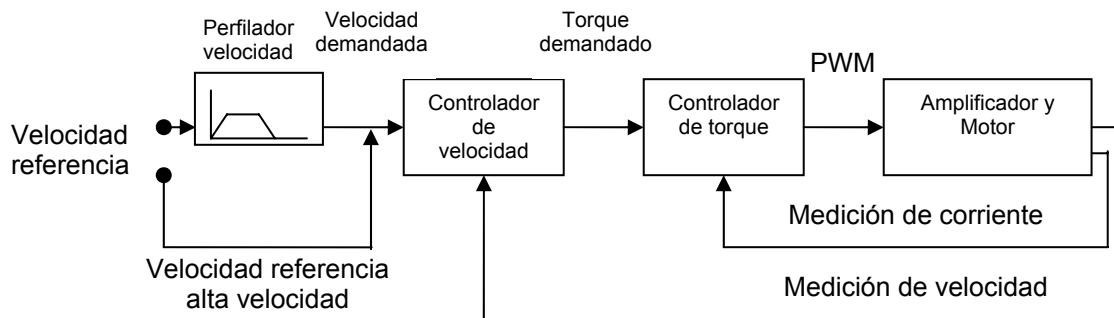 Perfilador
velocidad
Velocidad
demandada
Torque
demandado
PWM
Velocidad
referencia
Controlador
de
velocidad
Controlador
de torque
Amplificador y
Motor
Medición de corriente
Velocidad referencia
alta velocidad
Medición de velocidad